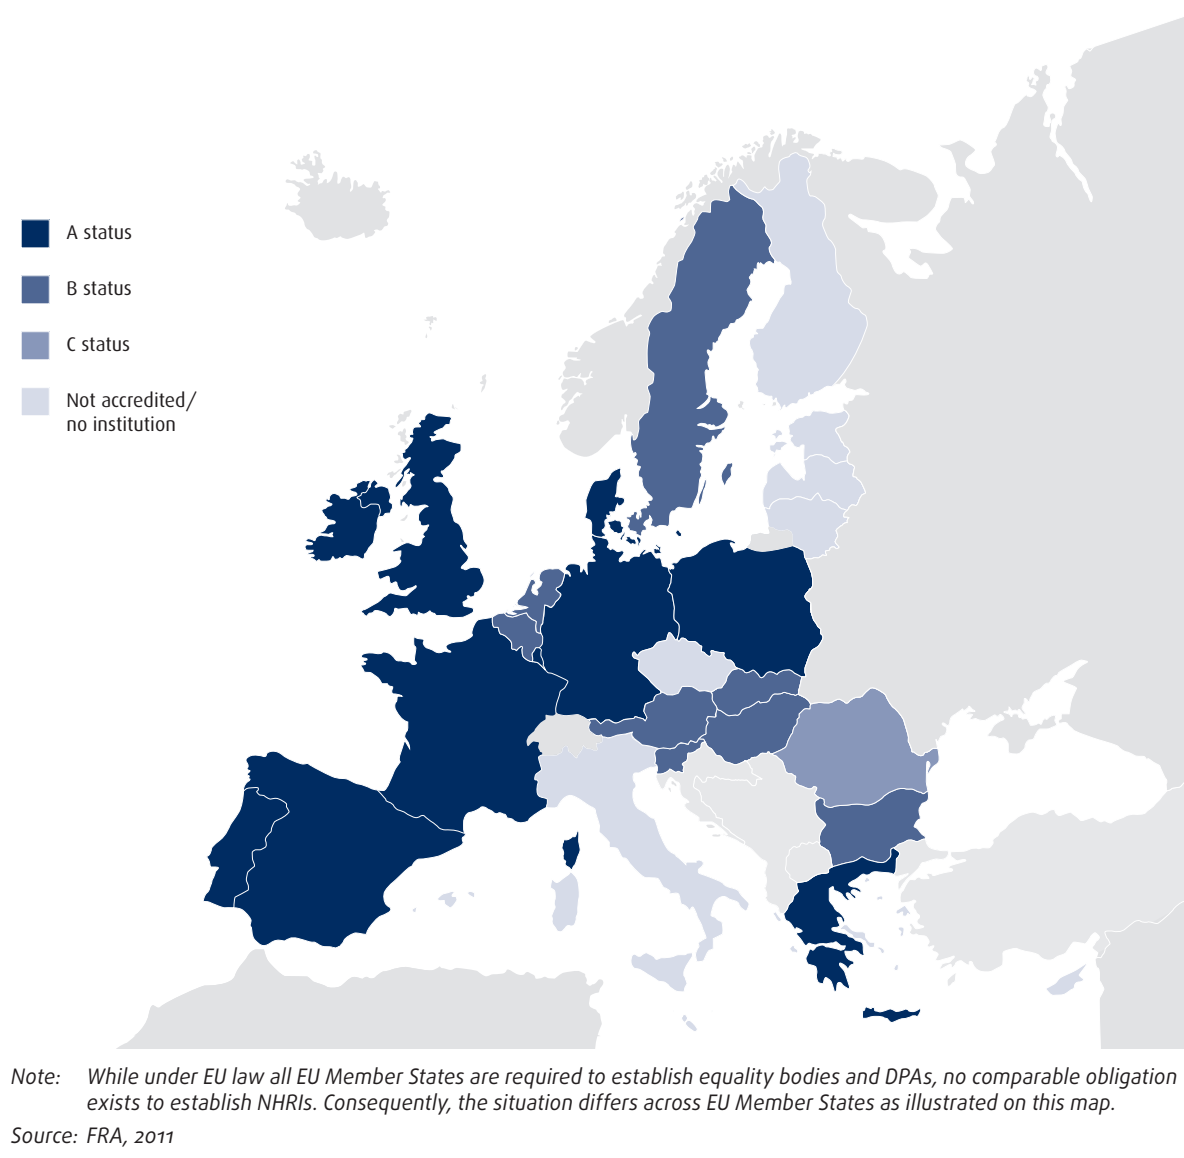 A status
B status
C status
Not accredited/
no institution
Note: While under EU law all EU Member States are required to establish equality bodies and DPAs, no comparable obligation
exists to establish NHRIs. Consequently, the situation differs across EU Member States as illustrated on this map.
Source: FRA, 2011